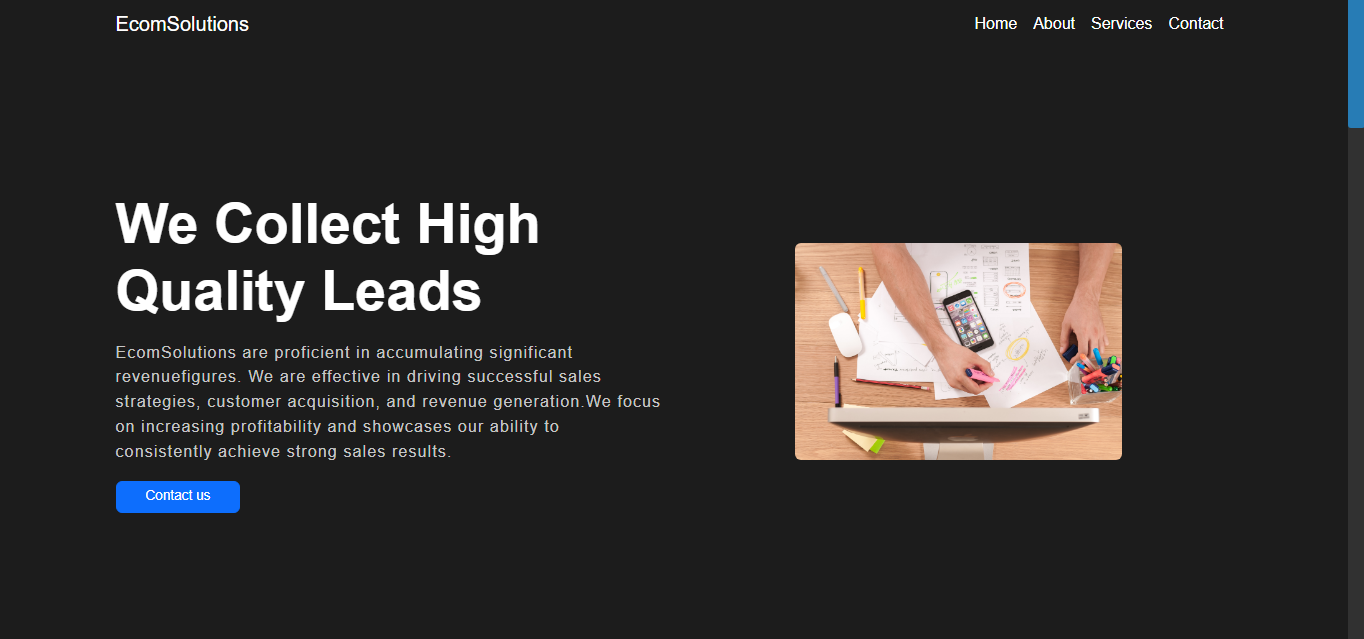 EcomSolutions
Home About Services Contact
We Collect High
Quality Leads
EcomSolutions are proficient in accumulating significant
revenuefigures. We are effective in driving successful sales
strategies, customer acquisition, and revenue generation.We focus
on increasing profitability and showcases our ability to
consistently achieve strong sales results.
Contact us